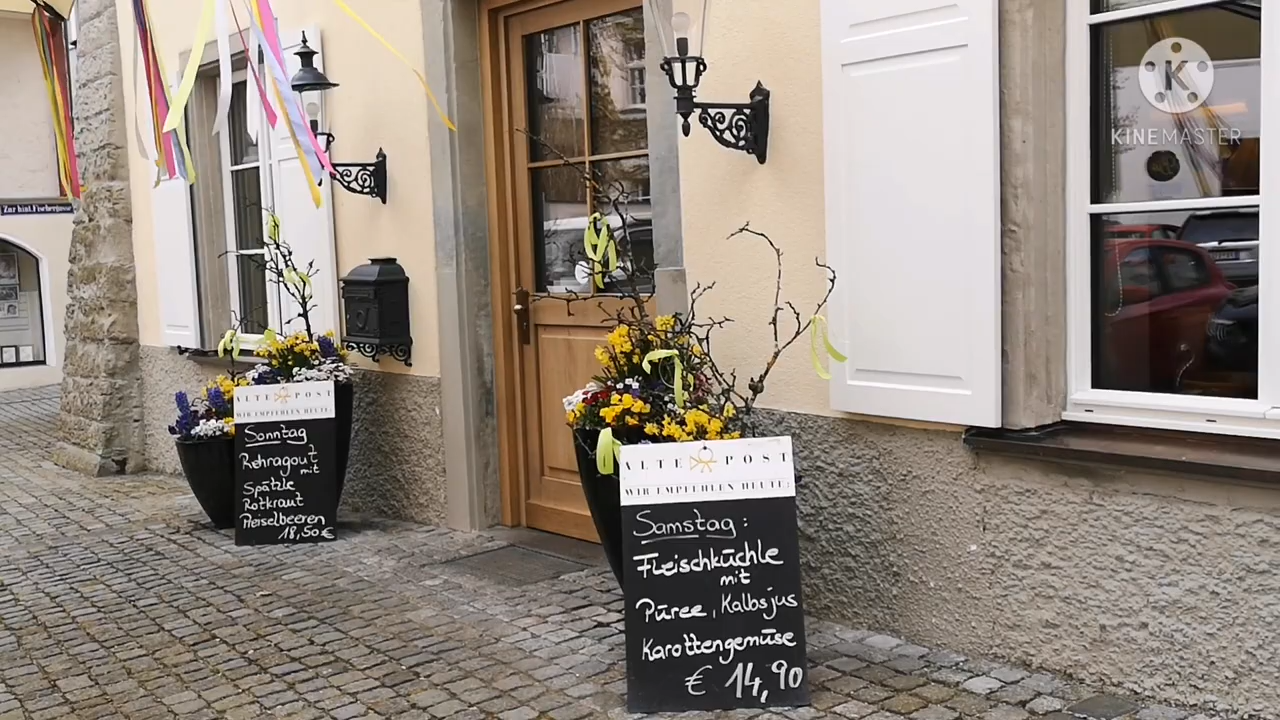 Zur hint. Fischergasse
ALTE POST
WIR EMPFEHLEN HEUTE:
Sonntag
Rehragout
mit
Spätzle
Rotkraut
Preiselbeeren
18,50€
ALTE POST
WIR EMPFEHLEN HEUTE:
Samstag:
Fleischküchle
mit
Püree, Kalbsjus
Karottengemüse
€ 14,90
K
KINEMASTER